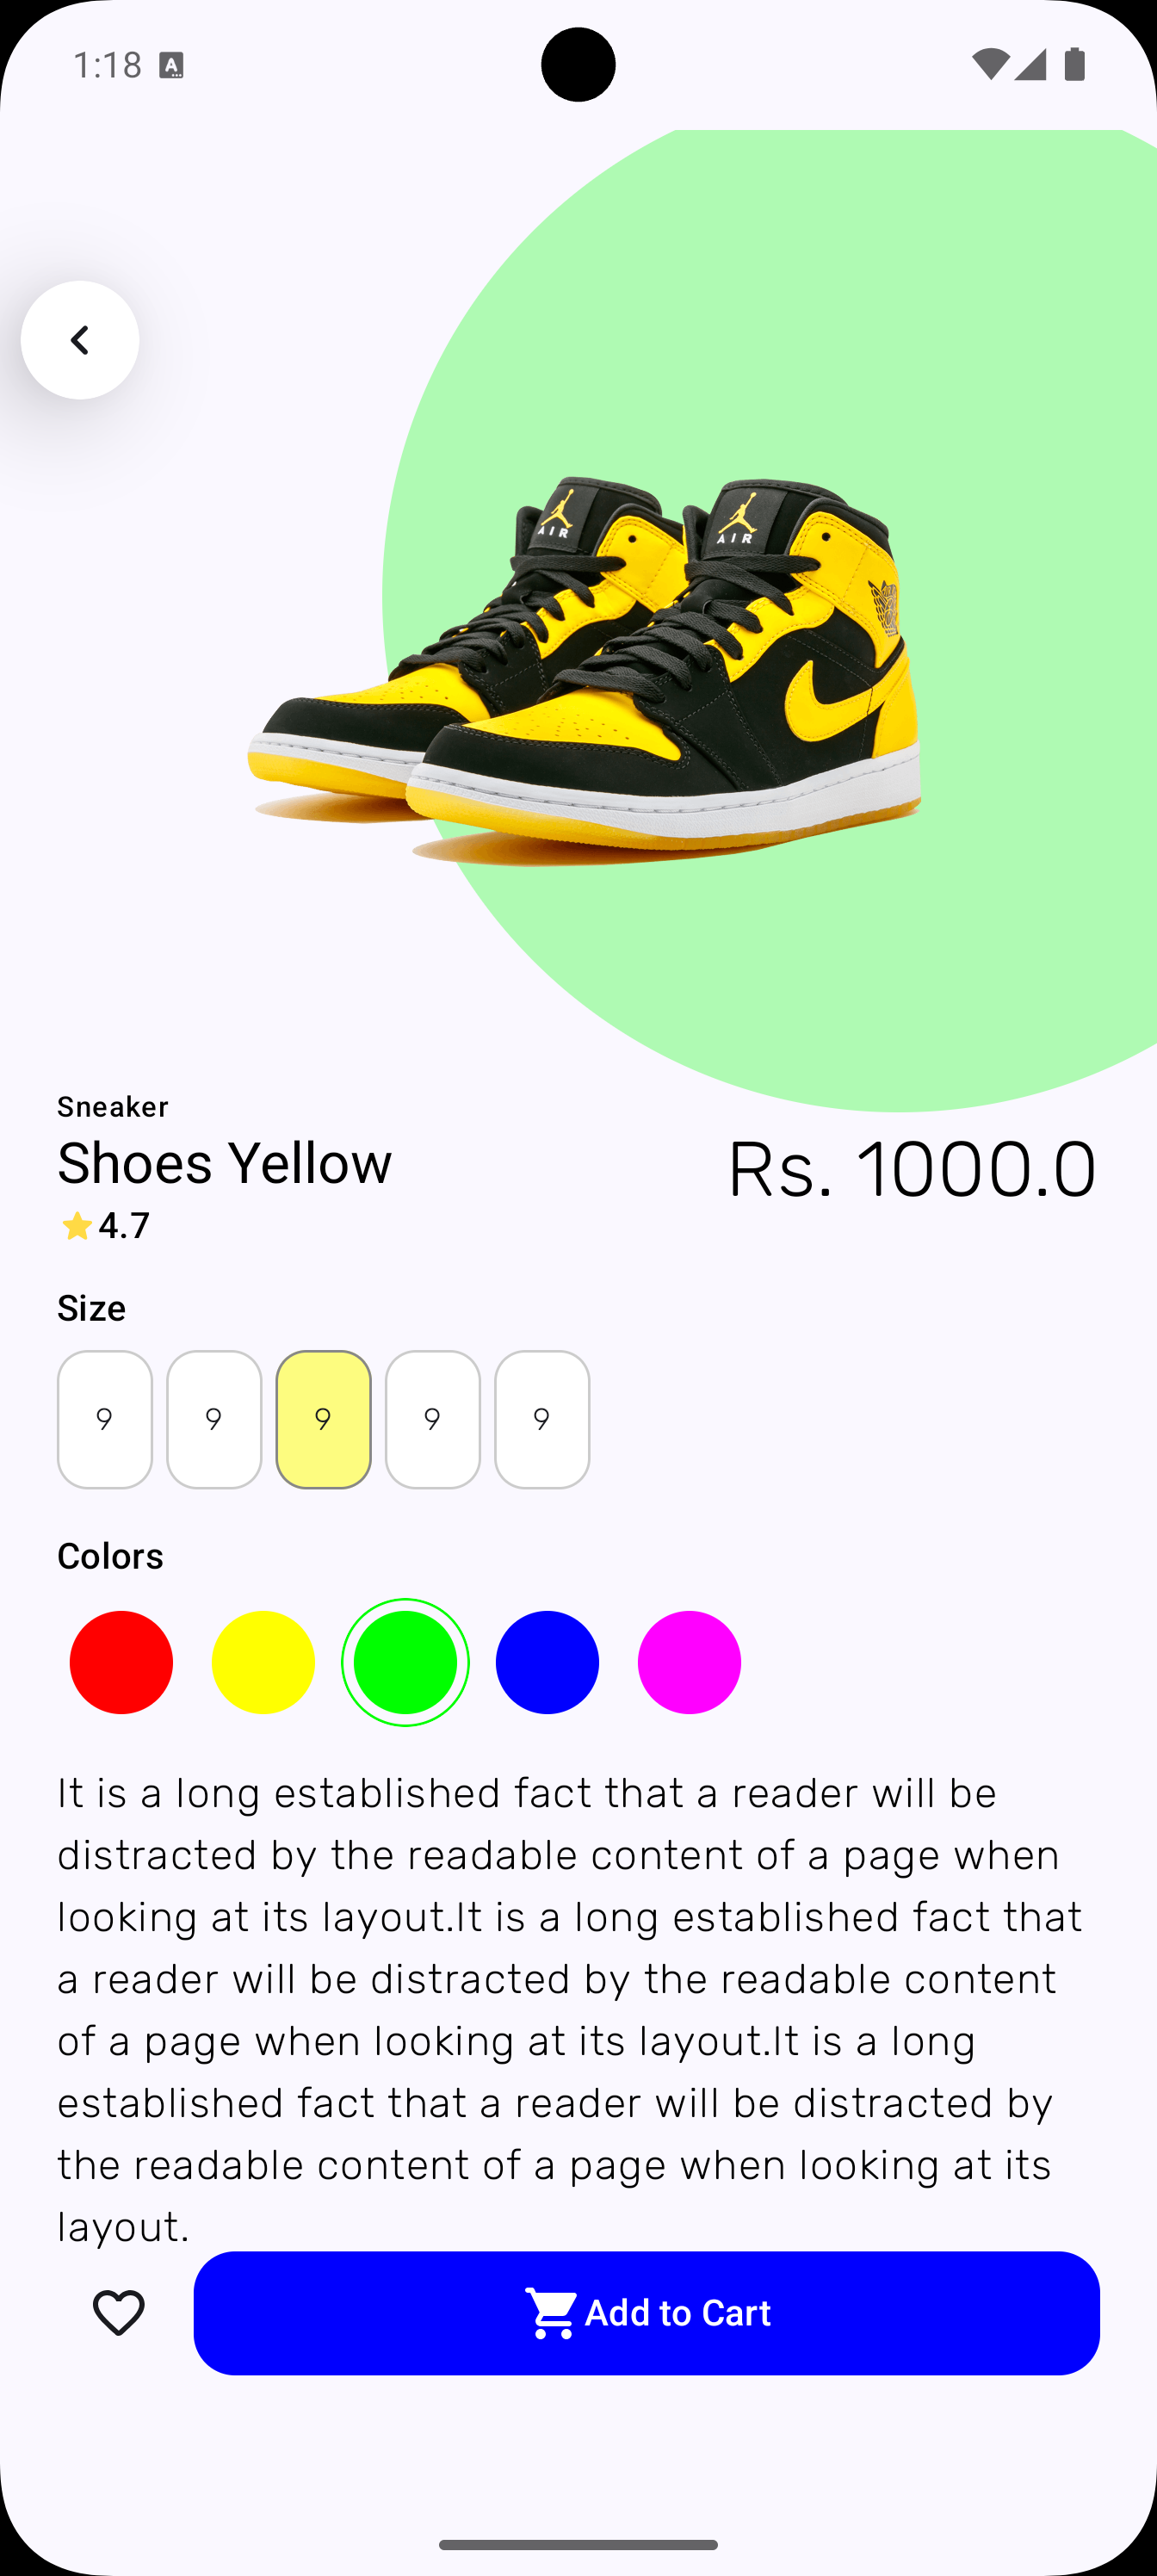 1:18 A
AIR AIR
Sneaker
Shoes Yellow
Rs. 1000.0
4.7
Size
9 9 9 9 9
Colors
It is a long established fact that a reader will be
distracted by the readable content of a page when
looking at its layout.It is a long established fact that
a reader will be distracted by the readable content
of a page when looking at its layout.It is a long
established fact that a reader will be distracted by
the readable content of a page when looking at its
layout.
Add to Cart